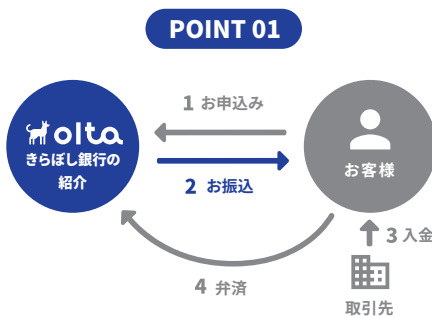 POINT 01
1 お申込み
olta
きらぼし銀行の
紹介
お客様
2 お振込
3 入金
4 弁済
取引先